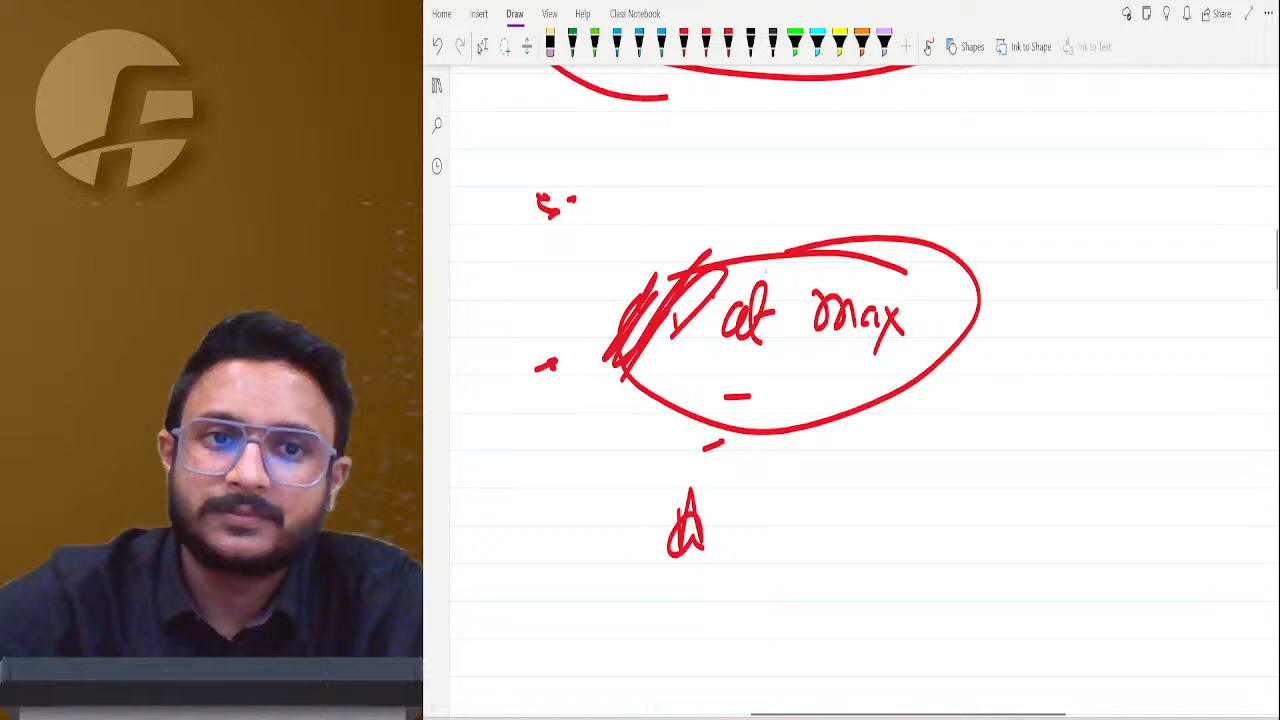 Home Insert Draw View Help Class Notebook Share
Shapes Ink to Shape Ink to Text
at max